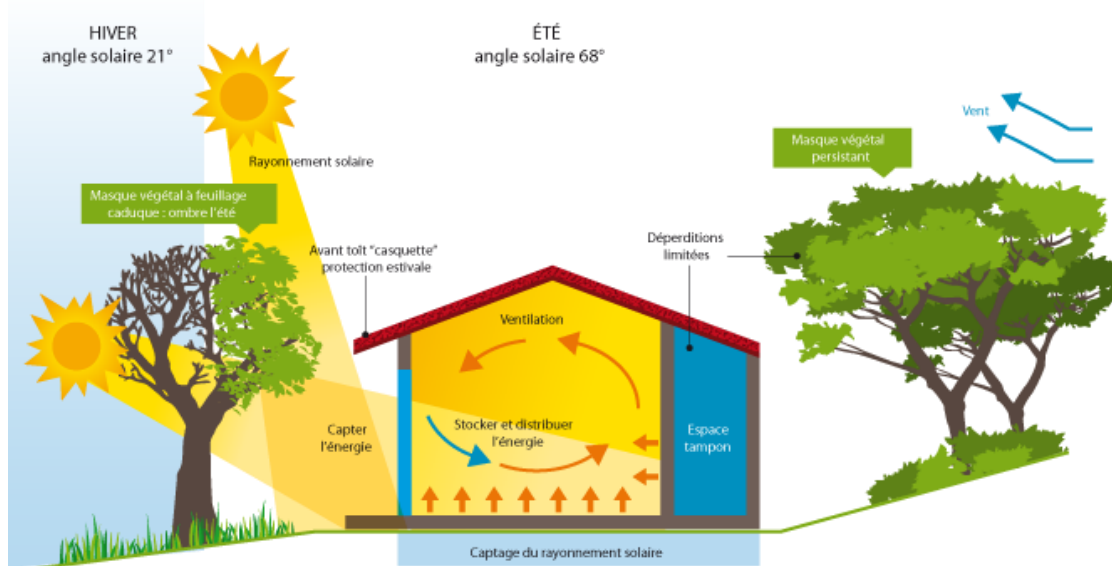 HIVER
angle solaire 21°
ÉTÉ
angle solaire 68°
Vent
Rayonnement solaire
Masque végétal
persistant
Masque végétal à feuillage
caduque : ombre l'été
Avant toît "casquette"
protection estivale
Déperditions
limitées
Ventilation
Capter
l'énergie
Stocker et distribuer
l'énergie
Espace
tampon
Captage du rayonnement solaire